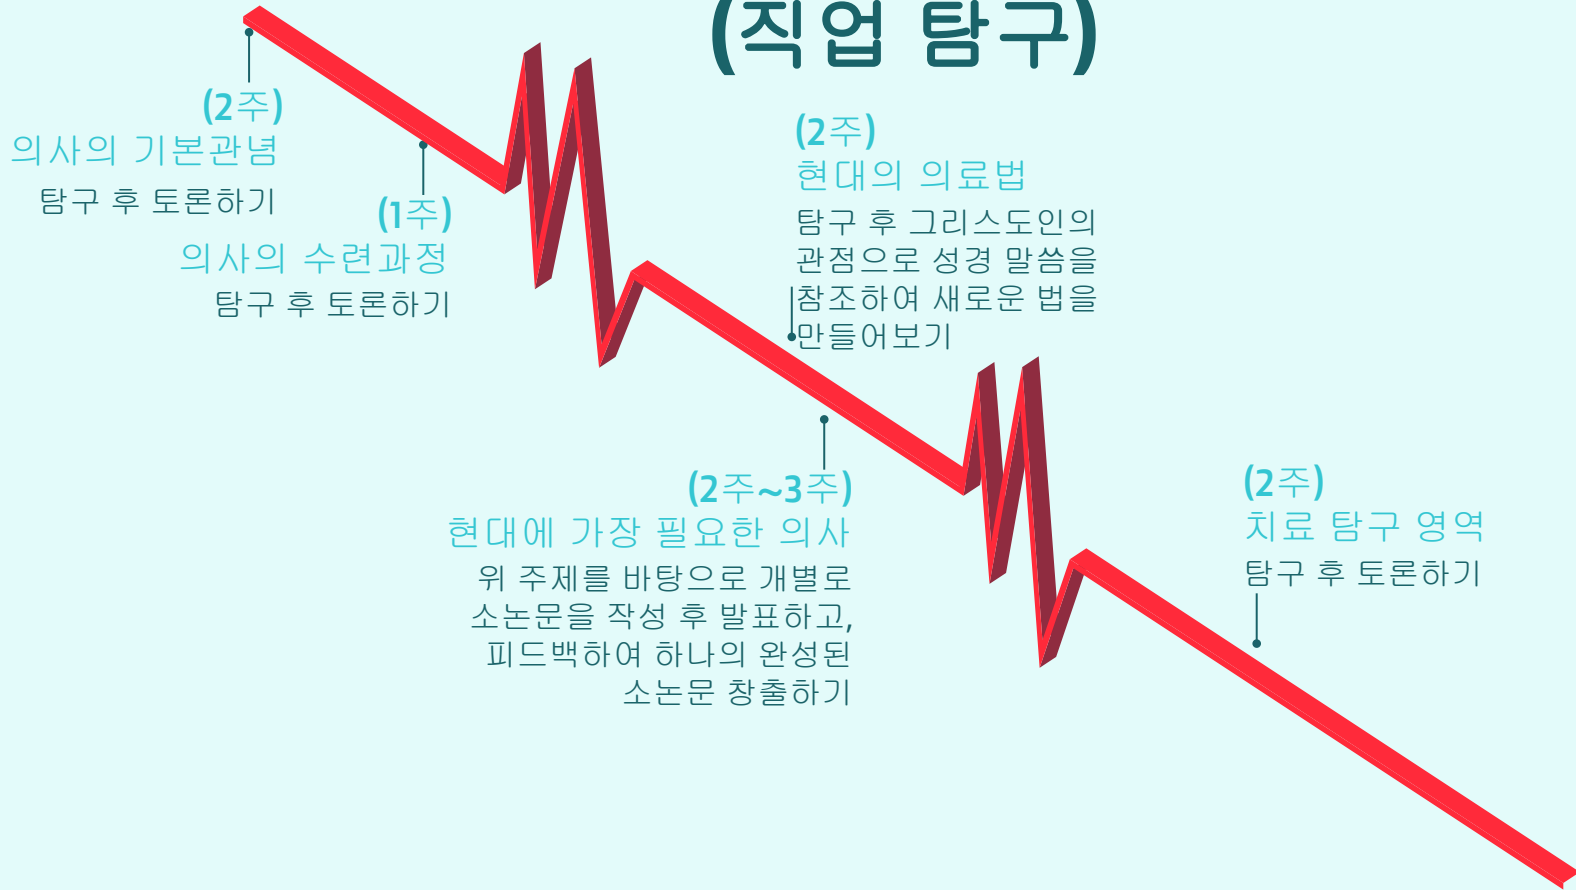 (직업 탐구)
(2주)
의사의 기본관념
탐구 후 토론하기
(1주)
의사의 수련과정
탐구 후 토론하기
(2주)
현대의 의료법
탐구 후 그리스도인의
관점으로 성경 말씀을
참조하여 새로운 법을
만들어보기
(2주~3주)
현대에 가장 필요한 의사
위 주제를 바탕으로 개별로
소논문을 작성 후 발표하고,
피드백하여 하나의 완성된
소논문 창출하기
(2주)
치료 탐구 영역
탐구 후 토론하기